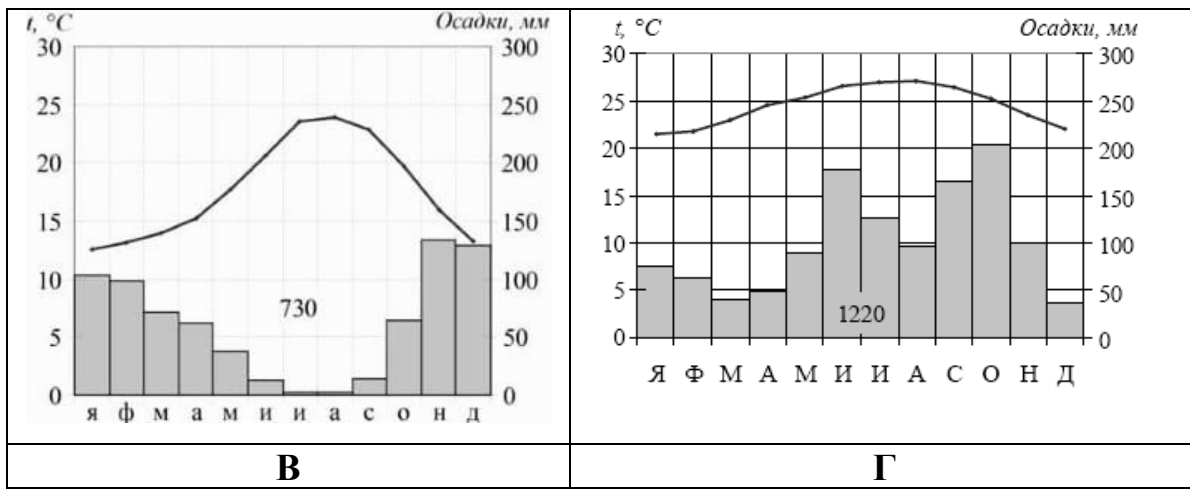 t, °C Осадки, мм
30 300
25 250
20 200
15 150
10 100
5 50
0 0
730
я ф м а м и и а с о н д
В
t, °C Осадки, мм
30 300
25 250
20 200
15 150
10 100
5 50
0 0
1220
Я Ф М А М И И А С О Н Д
Г